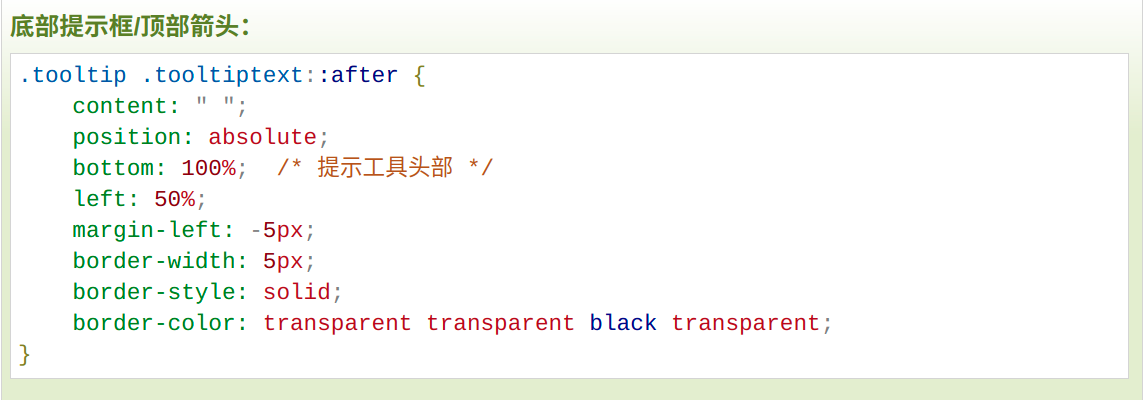 底部提示框/顶部箭头：
.tooltip .tooltiptext::after {
    content: " ";
    position: absolute;
    bottom: 100%;  /* 提示工具头部 */
    left: 50%;
    margin-left: -5px;
    border-width: 5px;
    border-style: solid;
    border-color: transparent transparent black transparent;
}